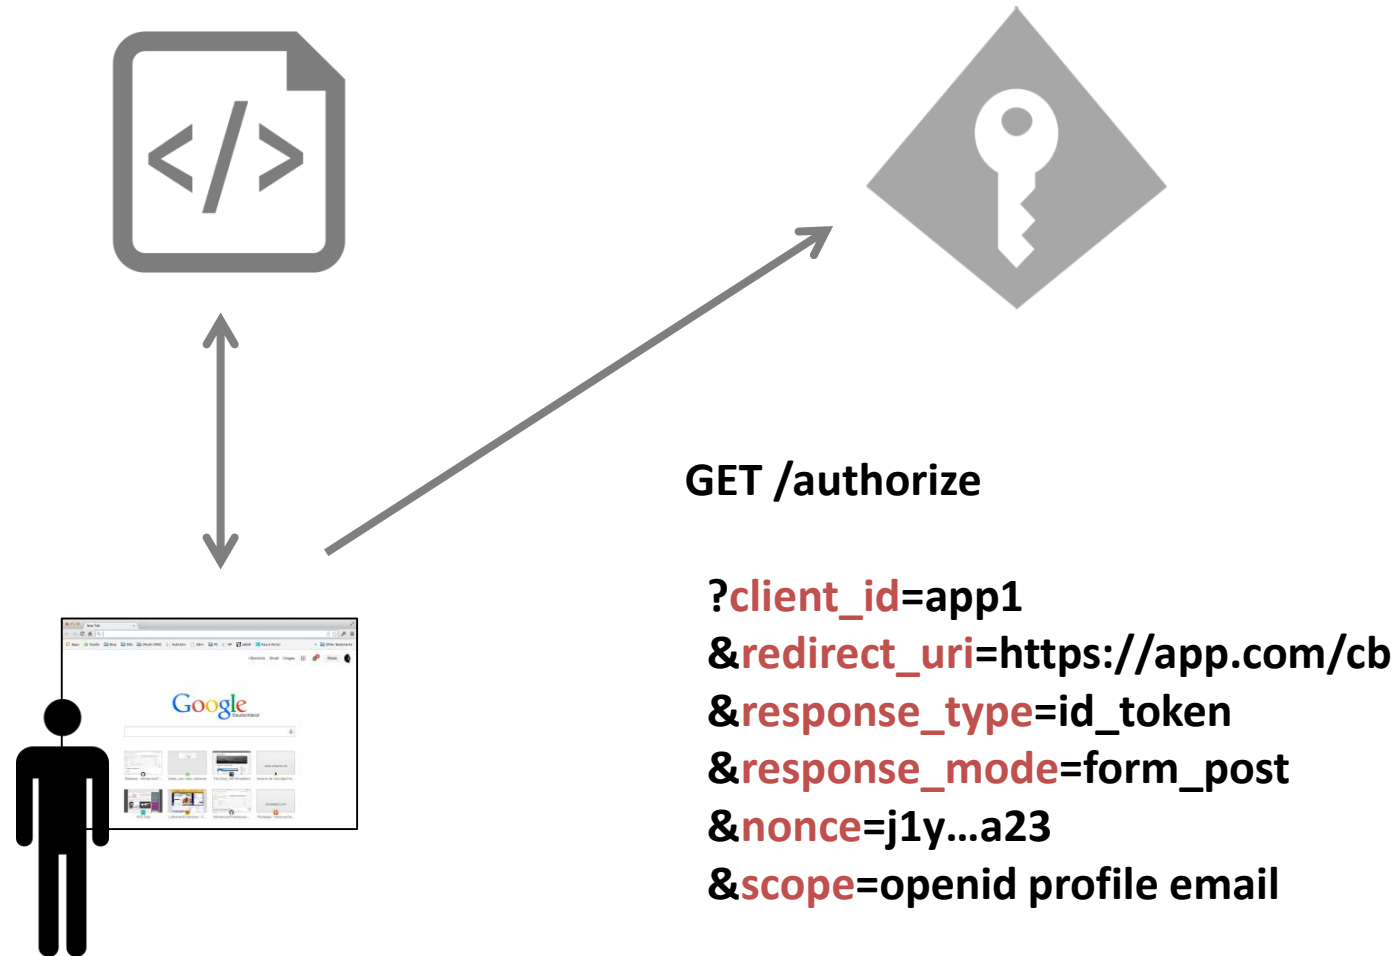 </>
GET /authorize
?client_id=app1
&redirect_uri=https://app.com/cb
&response_type=id_token
&response_mode=form_post
&nonce=j1y…a23
&scope=openid profile email
Google
Deutschland